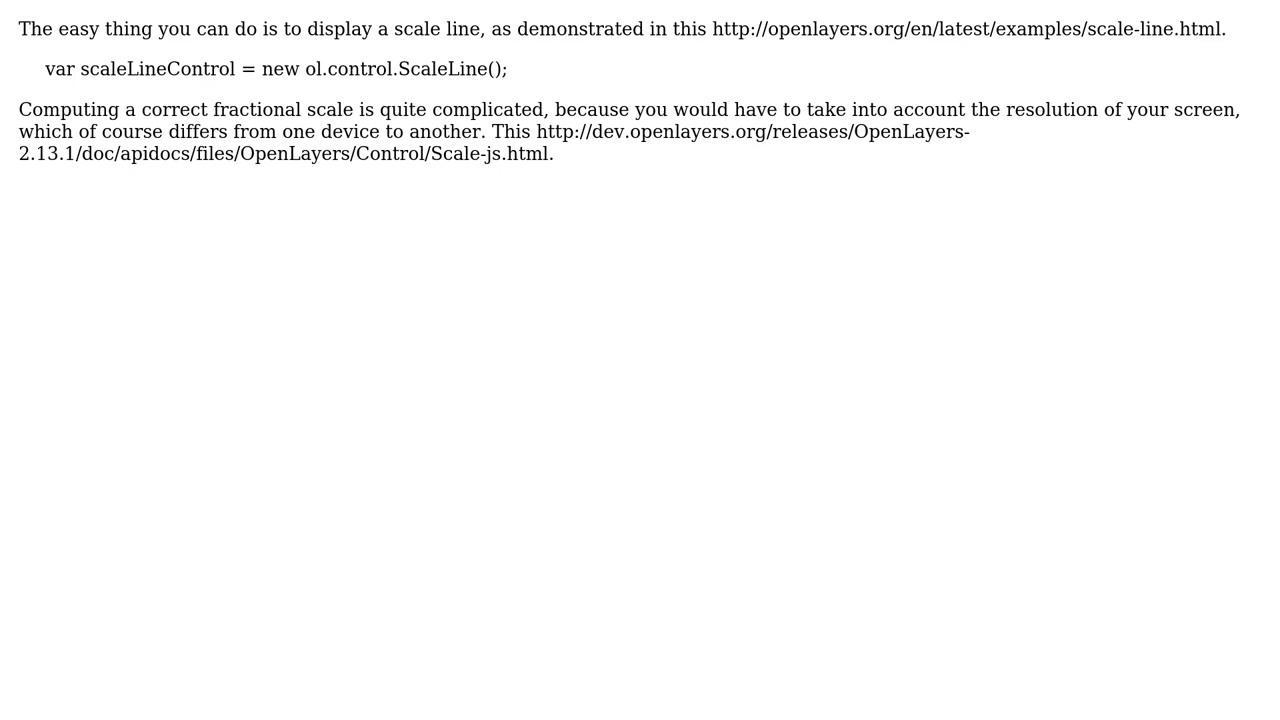 The easy thing you can do is to display a scale line, as demonstrated in this http://openlayers.org/en/latest/examples/scale-line.html.
var scaleLineControl = new ol.control.ScaleLine();
Computing a correct fractional scale is quite complicated, because you would have to take into account the resolution of your screen,
which of course differs from one device to another. This http://dev.openlayers.org/releases/OpenLayers-
2.13.1/doc/apidocs/files/OpenLayers/Control/Scale-js.html.